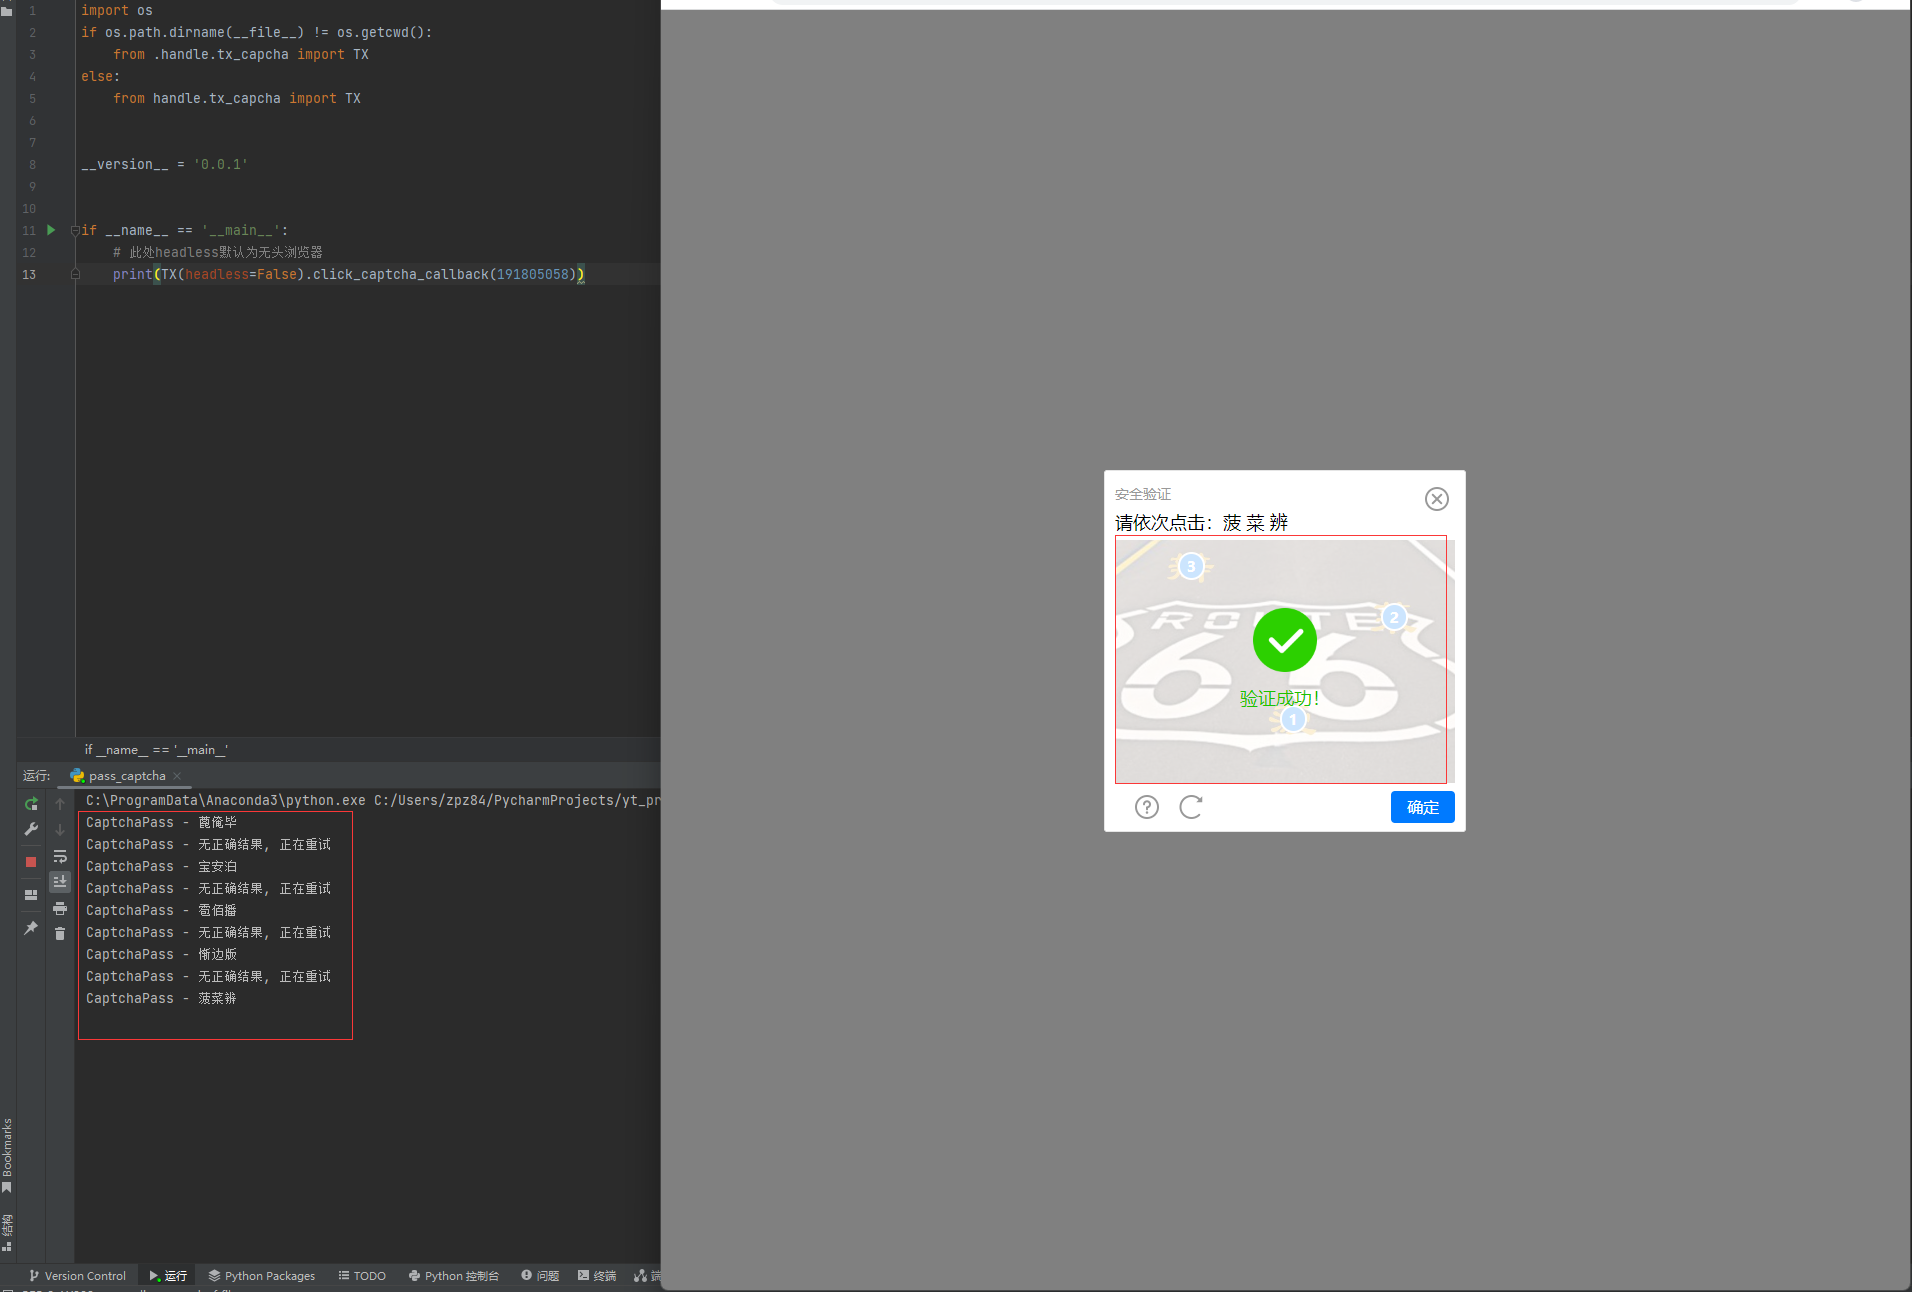 1 import os
2 if os.path.dirname(__file__) != os.getcwd():
3 from .handle.tx_capcha import TX
4 else:
5 from handle.tx_capcha import TX
6
7
8 __version__ = '0.0.1'
9
10
11 if __name__ == '__main__':
12 # 此处headless默认为无头浏览器
13 print(TX(headless=False).click_captcha_callback(191805058))
if __name__ == '__main__'
运行: pass_captcha
C:\ProgramData\Anaconda3\python.exe C:/Users/zpz84/PycharmProjects/yt_pr
CaptchaPass - 蓖俺毕
CaptchaPass - 无正确结果, 正在重试
CaptchaPass - 宝安泊
CaptchaPass - 无正确结果, 正在重试
CaptchaPass - 雹佰播
CaptchaPass - 无正确结果, 正在重试
CaptchaPass - 惭边版
CaptchaPass - 无正确结果, 正在重试
CaptchaPass - 菠菜辨
Bookmarks
结构
Version Control 运行 Python Packages TODO Python 控制台 问题 终端
安全验证
请依次点击: 菠 菜 辨
3
2
ROUTE
66
验证成功!
1
确定